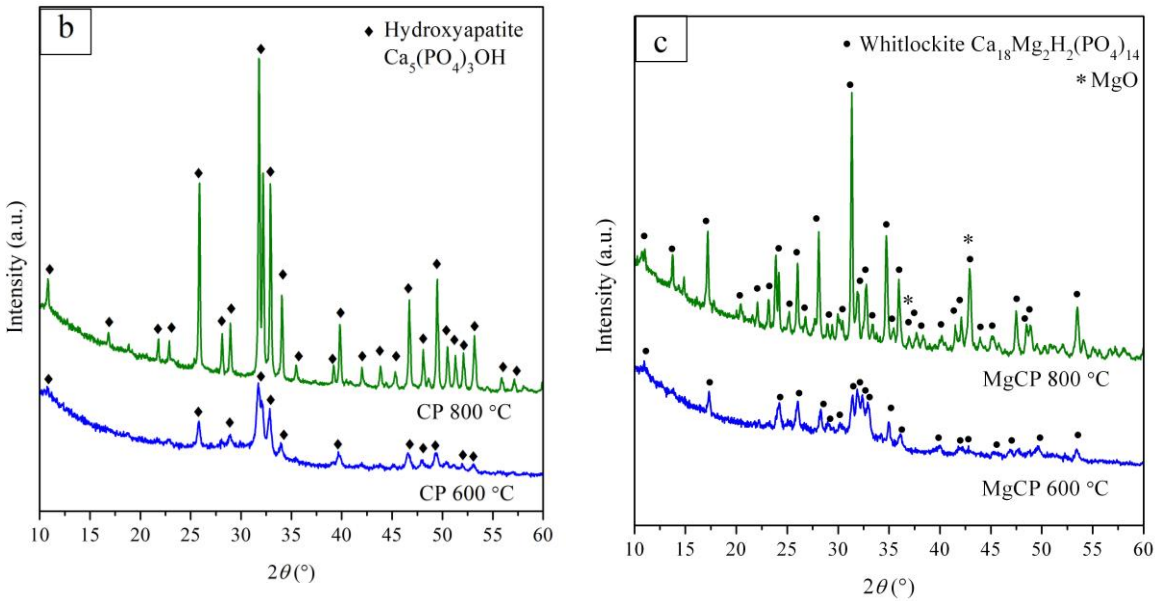 b
◆ Hydroxyapatite
Ca₅(PO₄)₃OH
Intensity (a.u.)
CP 800 °C
CP 600 °C
10 15 20 25 30 35 40 45 50 55 60
2θ (°)
c
● Whitlockite Ca₁₈Mg₂H₂(PO₄)₁₄
* MgO
Intensity (a.u.)
MgCP 800 °C
MgCP 600 °C
10 15 20 25 30 35 40 45 50 55 60
2θ (°)